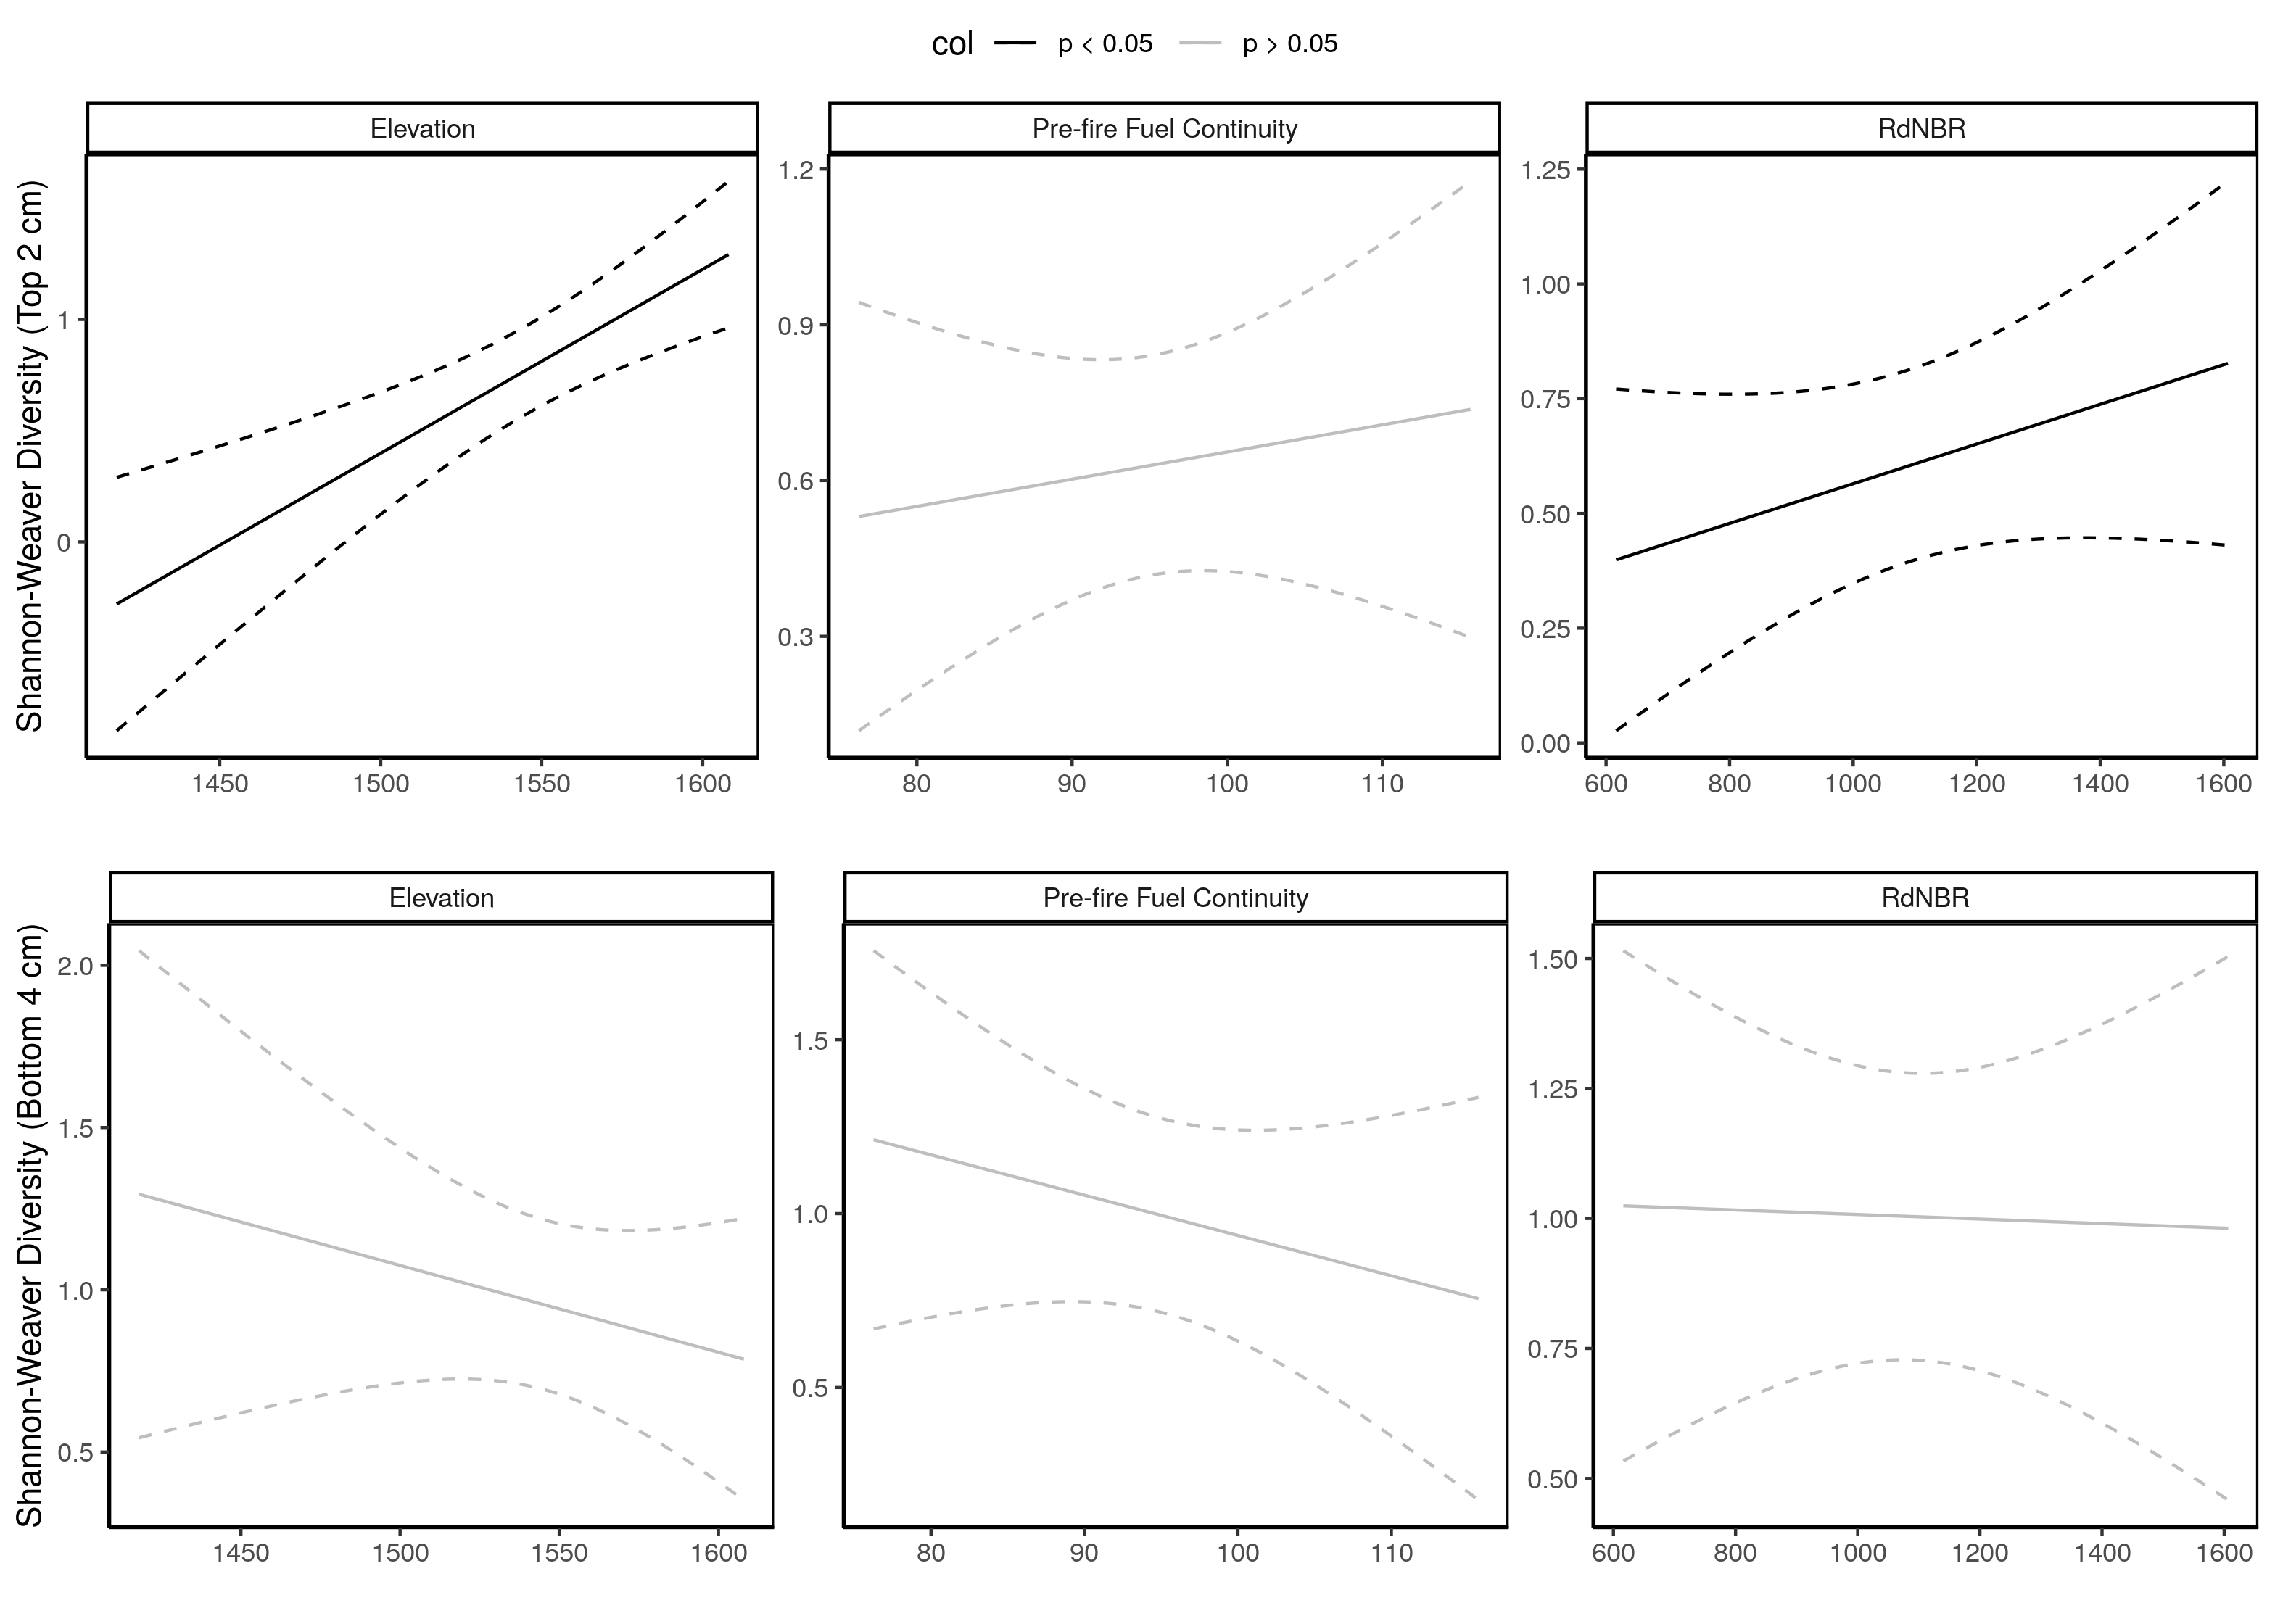 col p < 0.05 p > 0.05
Elevation Pre-fire Fuel Continuity RdNBR
Shannon-Weaver Diversity (Top 2 cm)
1
0
1450 1500 1550 1600
1.2
0.9
0.6
0.3
80 90 100 110
1.25
1.00
0.75
0.50
0.25
0.00
600 800 1000 1200 1400 1600
Elevation Pre-fire Fuel Continuity RdNBR
Shannon-Weaver Diversity (Bottom 4 cm)
2.0
1.5
1.0
0.5
1450 1500 1550 1600
1.5
1.0
0.5
80 90 100 110
1.50
1.25
1.00
0.75
0.50
600 800 1000 1200 1400 1600